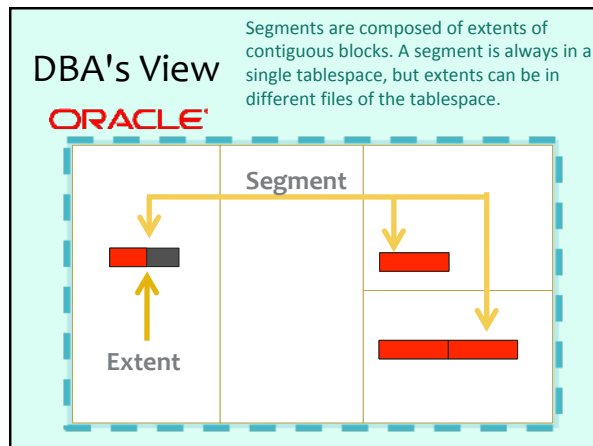 Segments are composed of extents of
contiguous blocks. A segment is always in a
single tablespace, but extents can be in
different files of the tablespace.
DBA's View
ORACLE
Segment
Extent